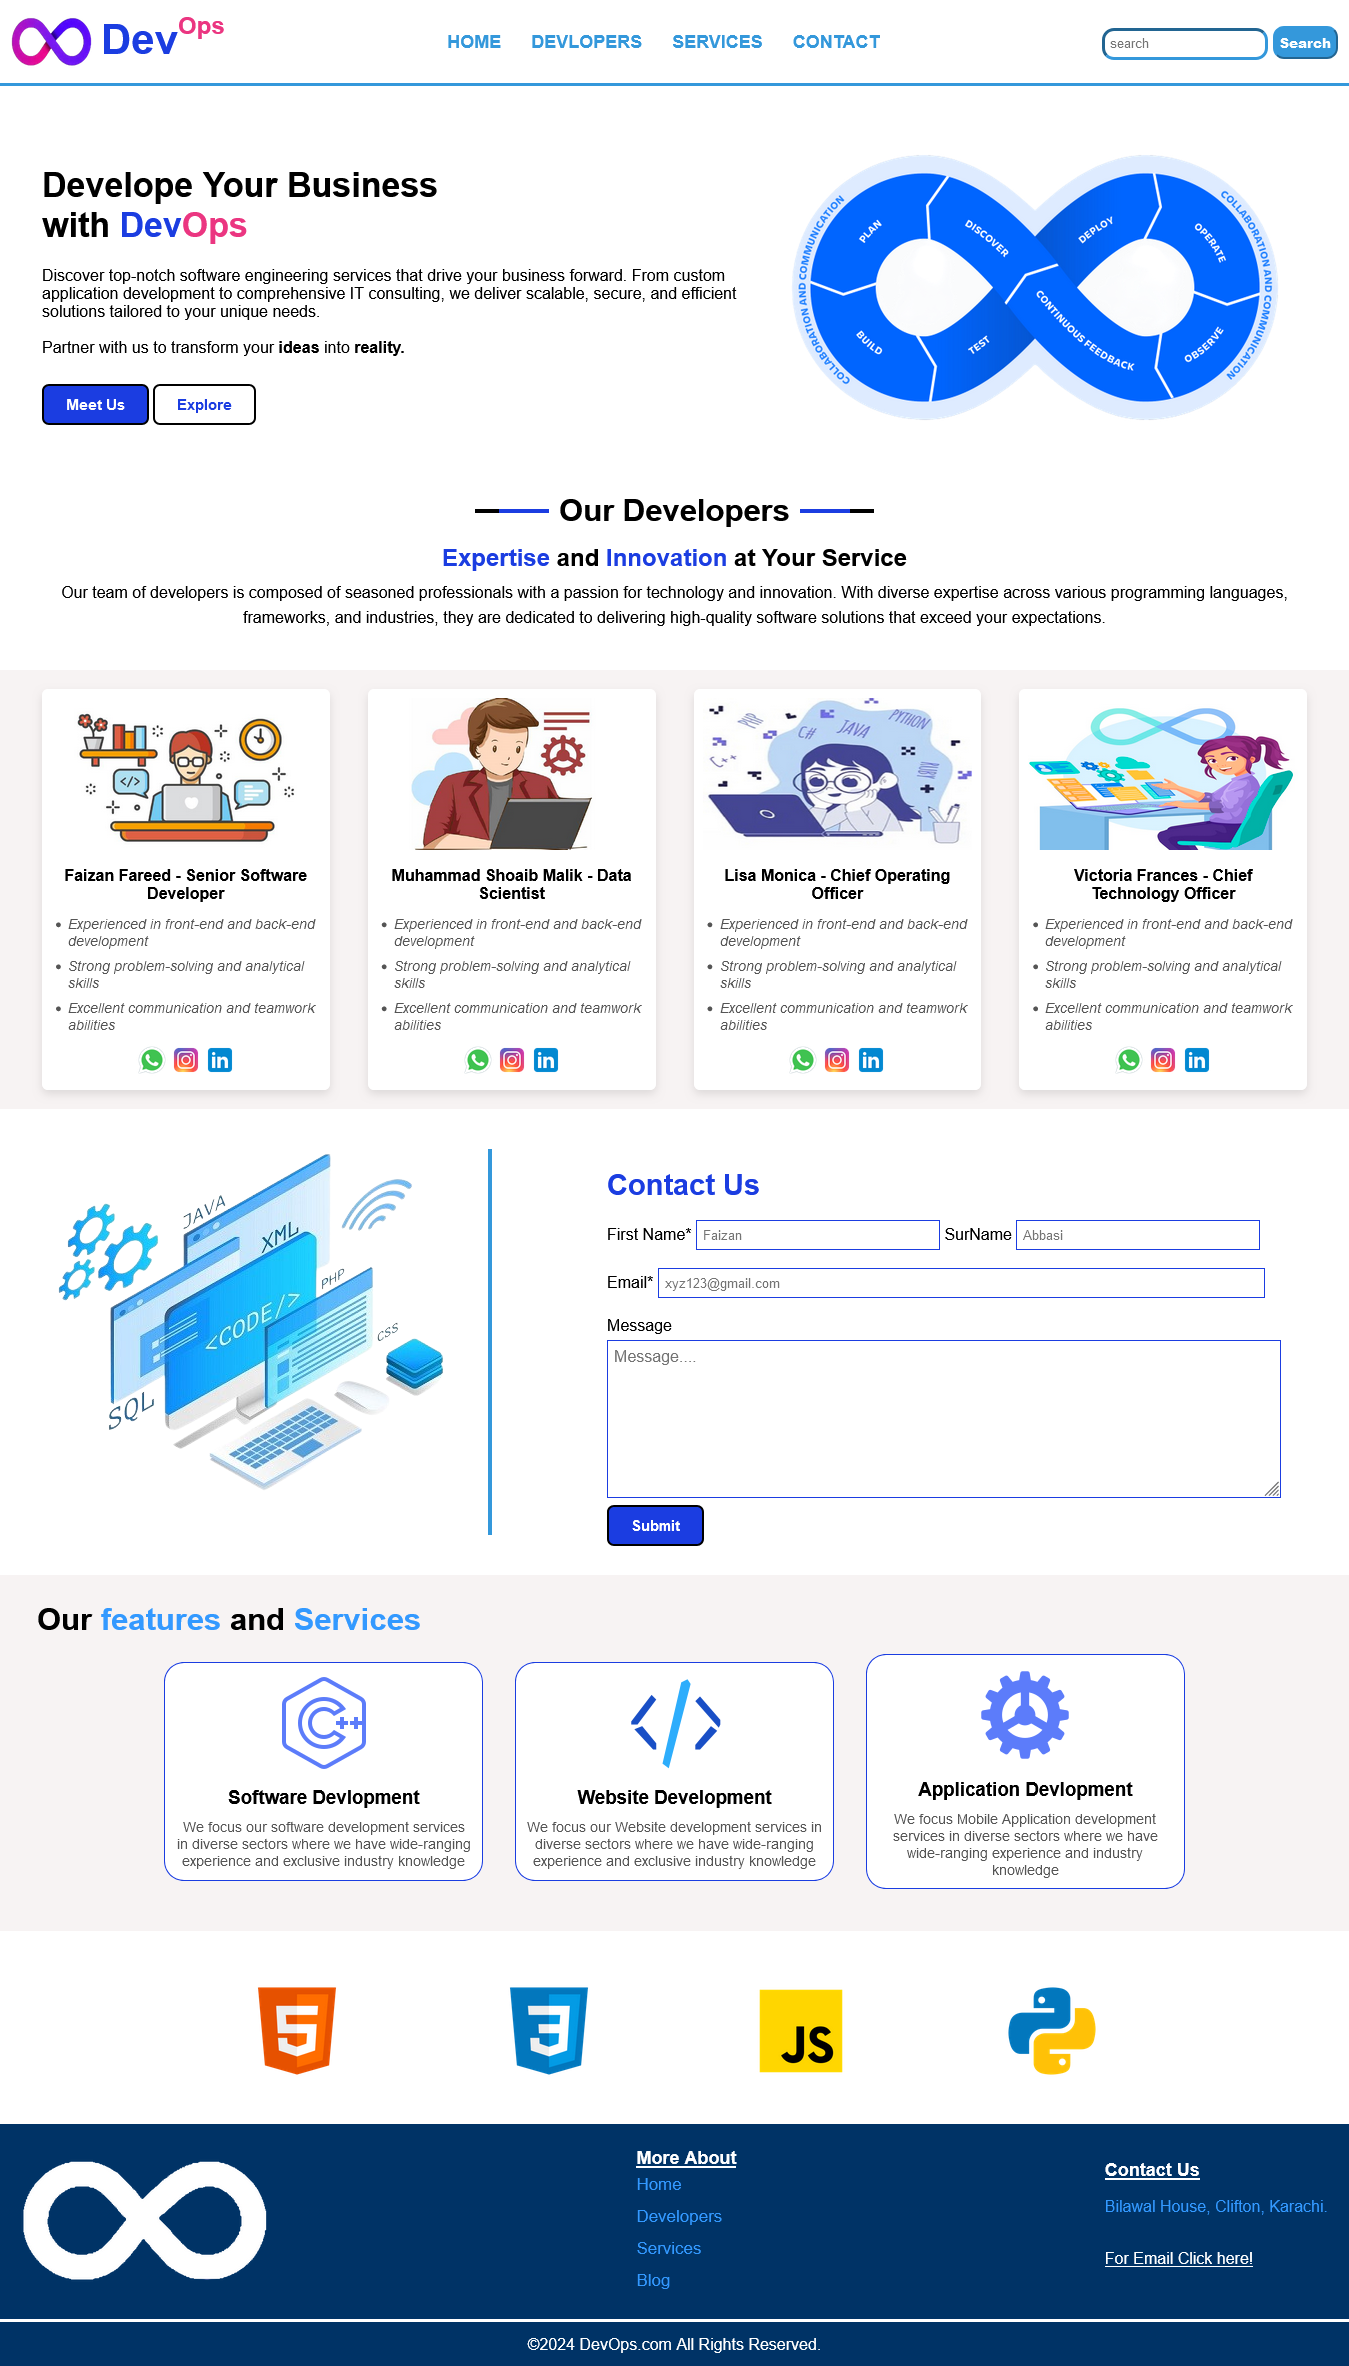 DevOps
HOME DEVLOPERS SERVICES CONTACT
search
Search
Develope Your Business
with DevOps
Discover top-notch software engineering services that drive your business forward. From custom
application development to comprehensive IT consulting, we deliver scalable, secure, and efficient
solutions tailored to your unique needs.
Partner with us to transform your ideas into reality.
Meet Us
Explore
COLLABORATION AND COMMUNICATION
PLAN
DISCOVER
DEPLOY
OPERATE
COLLABORATION AND COMMUNICATION
BUILD
TEST
CONTINUOUS FEEDBACK
OBSERVE
Our Developers
Expertise and Innovation at Your Service
Our team of developers is composed of seasoned professionals with a passion for technology and innovation. With diverse expertise across various programming languages,
frameworks, and industries, they are dedicated to delivering high-quality software solutions that exceed your expectations.
</>
Faizan Fareed - Senior Software
Developer
Experienced in front-end and back-end
development
Strong problem-solving and analytical
skills
Excellent communication and teamwork
abilities
in
Muhammad Shoaib Malik - Data
Scientist
Experienced in front-end and back-end
development
Strong problem-solving and analytical
skills
Excellent communication and teamwork
abilities
in
C++
C#
JAVA
PYTHON
RUBY
Lisa Monica - Chief Operating
Officer
Experienced in front-end and back-end
development
Strong problem-solving and analytical
skills
Excellent communication and teamwork
abilities
in
Victoria Frances - Chief
Technology Officer
Experienced in front-end and back-end
development
Strong problem-solving and analytical
skills
Excellent communication and teamwork
abilities
in
JAVA
XML
PHP
<CODE/>
CSS
SQL
Contact Us
First Name* Faizan SurName Abbasi
Email* xyz123@gmail.com
Message
Message....
Submit
Our features and Services
C++
Software Devlopment
We focus our software development services
in diverse sectors where we have wide-ranging
experience and exclusive industry knowledge
</>
Website Development
We focus our Website development services in
diverse sectors where we have wide-ranging
experience and exclusive industry knowledge
Application Devlopment
We focus Mobile Application development
services in diverse sectors where we have
wide-ranging experience and industry
knowledge
5
3
JS
More About
Home
Developers
Services
Blog
Contact Us
Bilawal House, Clifton, Karachi.
For Email Click here!
©2024 DevOps.com All Rights Reserved.